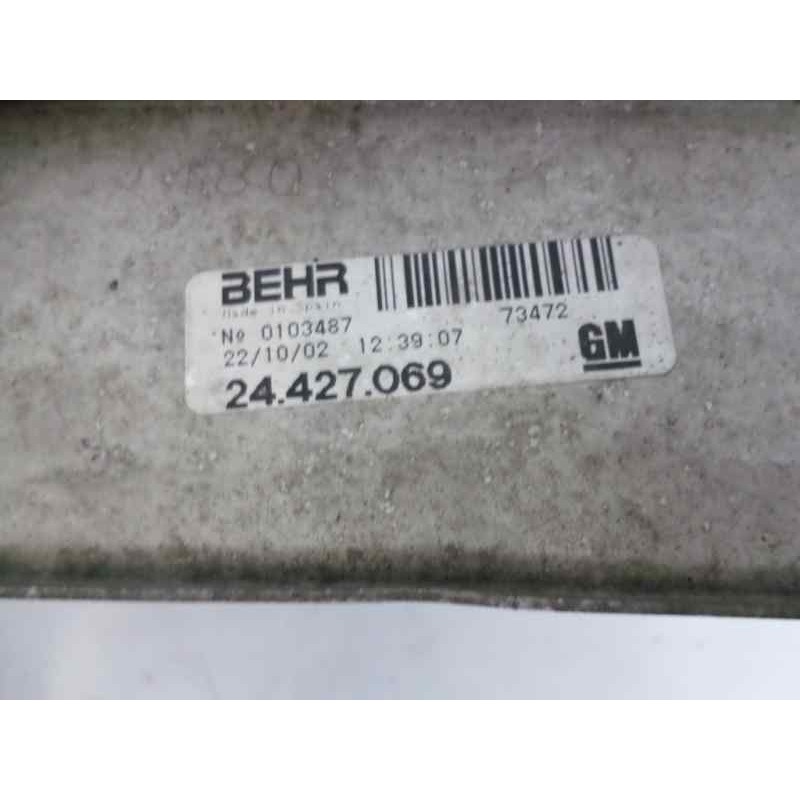 BEHR
Made in Spain
No 0103487
73472
22/10/02 12:39:07
GM
24.427.069